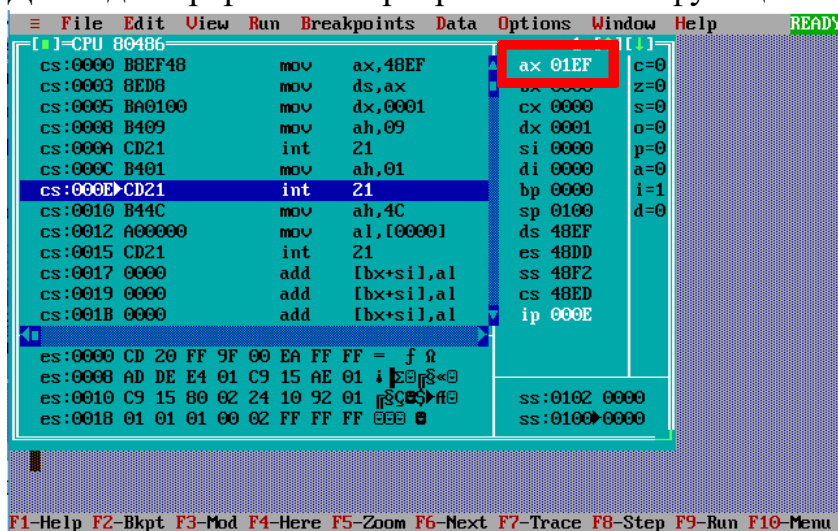 ≡ File Edit View Run Breakpoints Data Options Window Help READY
[■]=CPU 80486 1 [↑][↓]
cs:0000 B8EF48 mov ax,48EF ax 01EF c=0
cs:0003 8ED8 mov ds,ax bx 0000 z=0
cs:0005 BA0100 mov dx,0001 cx 0000 s=0
cs:0008 B409 mov ah,09 dx 0001 o=0
cs:000A CD21 int 21 si 0000 p=0
cs:000C B401 mov ah,01 di 0000 a=0
cs:000E►CD21 int 21 bp 0000 i=1
cs:0010 B44C mov ah,4C sp 0100 d=0
cs:0012 A00000 mov al,[0000] ds 48EF
cs:0015 CD21 int 21 es 48DD
cs:0017 0000 add [bx+si],al ss 48F2
cs:0019 0000 add [bx+si],al cs 48ED
cs:001B 0000 add [bx+si],al ip 000E
es:0000 CD 20 FF 9F 00 EA FF FF = ƒ Ω
es:0008 AD DE E4 01 C9 15 AE 01
es:0010 C9 15 80 02 24 10 92 01 ss:0102 0000
es:0018 01 01 01 00 02 FF FF FF ss:0100►0000
F1-Help F2-Bkpt F3-Mod F4-Here F5-Zoom F6-Next F7-Trace F8-Step F9-Run F10-Menu